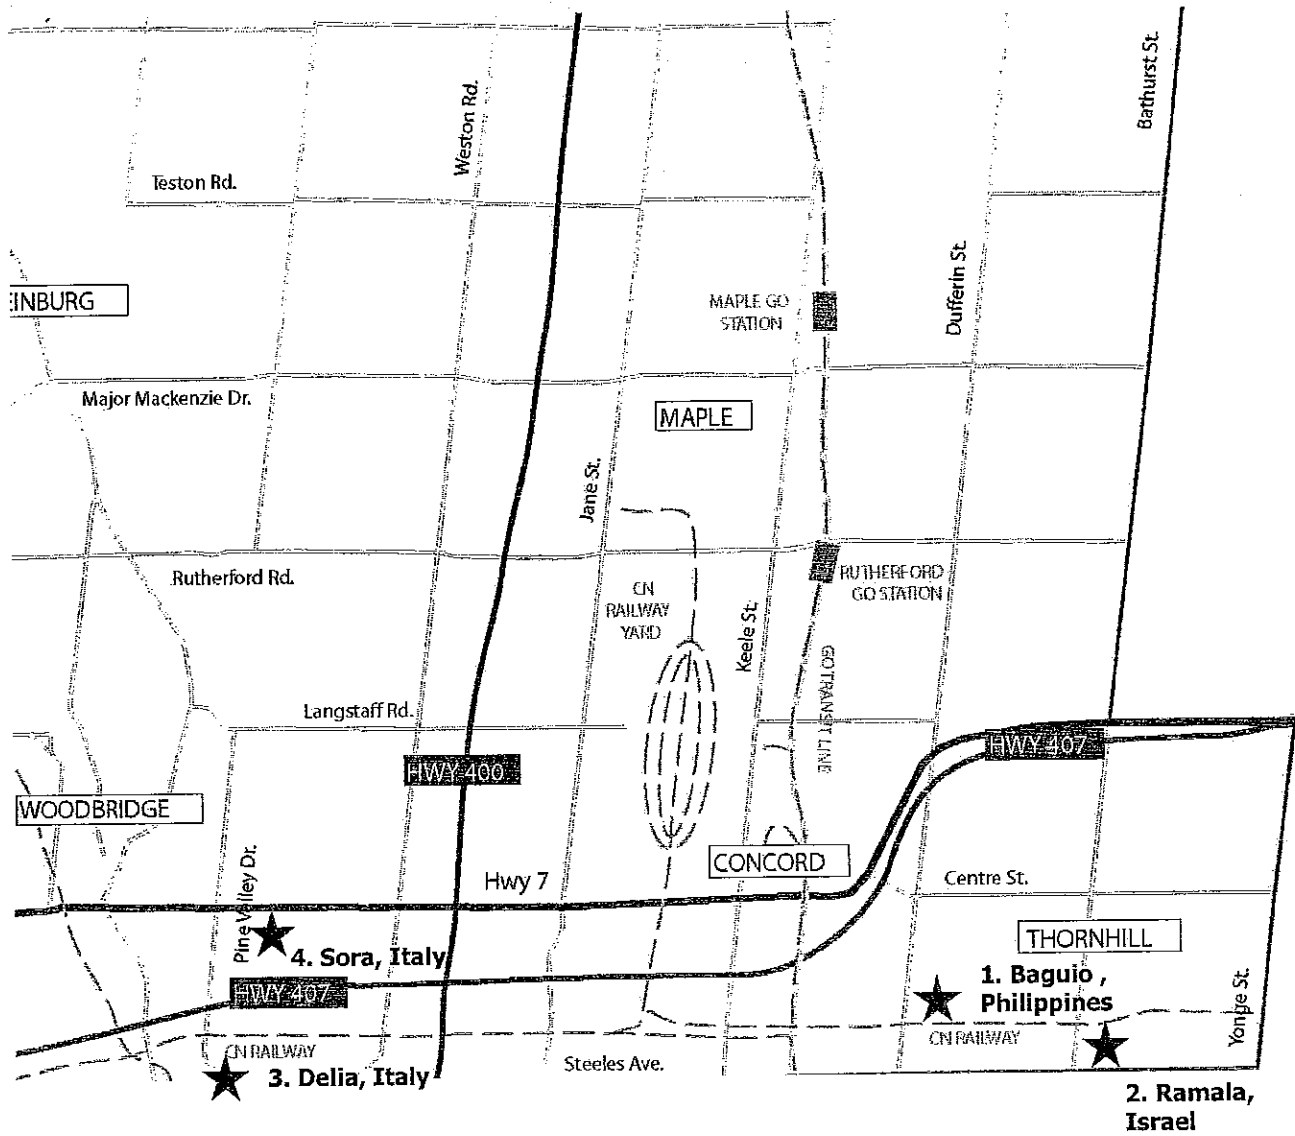 Bathurst St.
Weston Rd.
Teston Rd.
Dufferin St.
EINBURG
MAPLE GO
STATION
Major Mackenzie Dr.
MAPLE
Jane St.
Rutherford Rd.
CN
RAILWAY
YARD
Keele St.
RUTHERFORD
GO STATION
GO TRANSIT LINE
Langstaff Rd.
HWY 400
HWY 407
WOODBRIDGE
CONCORD
Pine Valley Dr.
Hwy 7
Centre St.
THORNHILL
4. Sora, Italy
1. Baguio ,
Philippines
HWY 407
Yonge St.
CN RAILWAY
CN RAILWAY
Steeles Ave.
3. Delia, Italy
2. Ramala,
Israel